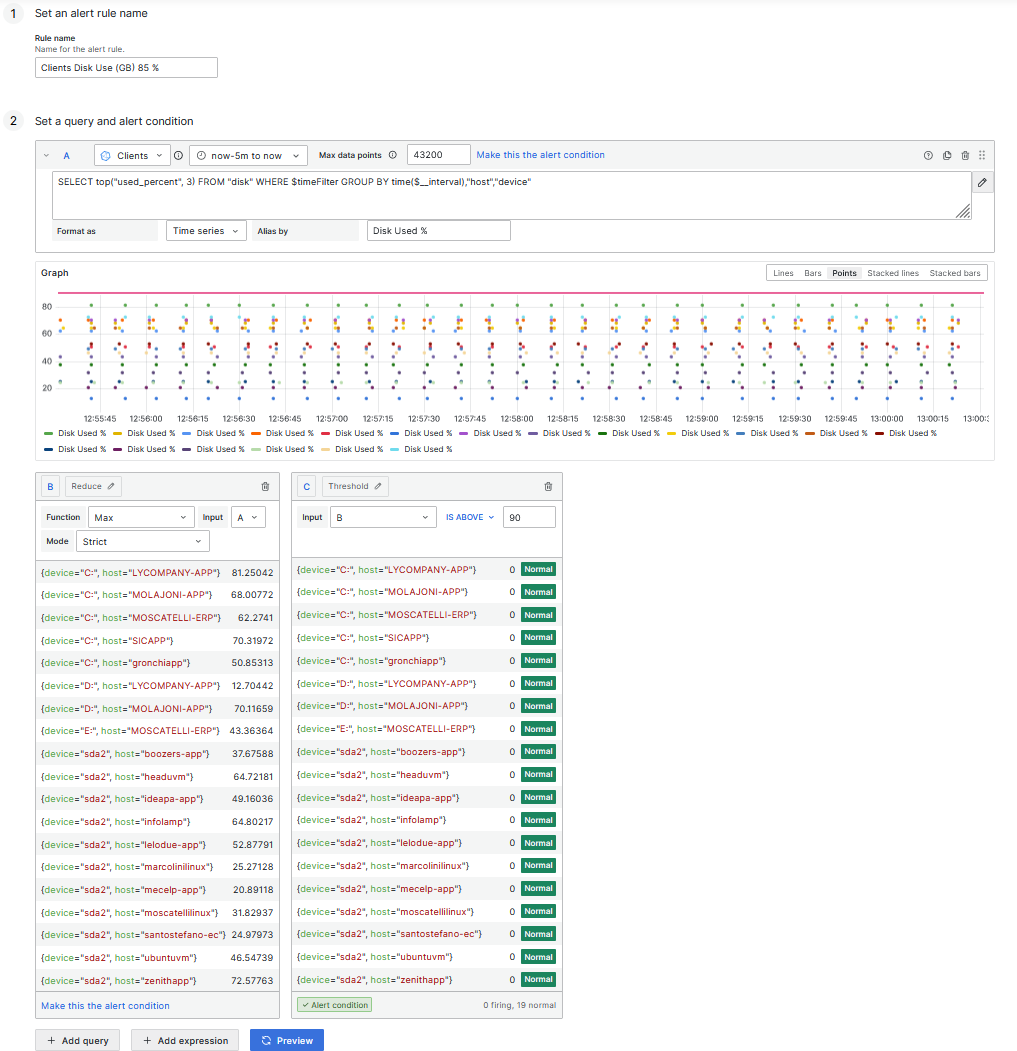 1 Set an alert rule name
Rule name
Name for the alert rule.
Clients Disk Use (GB) 85 %
2 Set a query and alert condition
A Clients now-5m to now Max data points 43200 Make this the alert condition
SELECT top("used_percent", 3) FROM "disk" WHERE $timeFilter GROUP BY time($__interval),"host","device"
Format as Time series Alias by Disk Used %
Graph Lines Bars Points Stacked lines Stacked bars
80
60
40
20
12:55:45 12:56:00 12:56:15 12:56:30 12:56:45 12:57:00 12:57:15 12:57:30 12:57:45 12:58:00 12:58:15 12:58:30 12:58:45 12:59:00 12:59:15 12:59:30 12:59:45 13:00:00 13:00:15 13:00:3
Disk Used % Disk Used % Disk Used % Disk Used % Disk Used % Disk Used % Disk Used % Disk Used % Disk Used % Disk Used % Disk Used % Disk Used % Disk Used %
Disk Used % Disk Used % Disk Used % Disk Used % Disk Used % Disk Used %
B Reduce
Function Max Input A
Mode Strict
{device="C:", host="LYCOMPANY-APP"} 81.25042
{device="C:", host="MOLAJONI-APP"} 68.00772
{device="C:", host="MOSCATELLI-ERP"} 62.2741
{device="C:", host="SICAPP"} 70.31972
{device="C:", host="gronchiapp"} 50.85313
{device="D:", host="LYCOMPANY-APP"} 12.70442
{device="D:", host="MOLAJONI-APP"} 70.11659
{device="E:", host="MOSCATELLI-ERP"} 43.36364
{device="sda2", host="boozers-app"} 37.67588
{device="sda2", host="headuvm"} 64.72181
{device="sda2", host="ideapa-app"} 49.16036
{device="sda2", host="infolamp"} 64.80217
{device="sda2", host="lelodue-app"} 52.87791
{device="sda2", host="marcolinilinux"} 25.27128
{device="sda2", host="mecelp-app"} 20.89118
{device="sda2", host="moscatellilinux"} 31.82937
{device="sda2", host="santostefano-ec"} 24.97973
{device="sda2", host="ubuntuvm"} 46.54739
{device="sda2", host="zenithapp"} 72.57763
Make this the alert condition
C Threshold
Input B IS ABOVE 90
{device="C:", host="LYCOMPANY-APP"} 0 Normal
{device="C:", host="MOLAJONI-APP"} 0 Normal
{device="C:", host="MOSCATELLI-ERP"} 0 Normal
{device="C:", host="SICAPP"} 0 Normal
{device="C:", host="gronchiapp"} 0 Normal
{device="D:", host="LYCOMPANY-APP"} 0 Normal
{device="D:", host="MOLAJONI-APP"} 0 Normal
{device="E:", host="MOSCATELLI-ERP"} 0 Normal
{device="sda2", host="boozers-app"} 0 Normal
{device="sda2", host="headuvm"} 0 Normal
{device="sda2", host="ideapa-app"} 0 Normal
{device="sda2", host="infolamp"} 0 Normal
{device="sda2", host="lelodue-app"} 0 Normal
{device="sda2", host="marcolinilinux"} 0 Normal
{device="sda2", host="mecelp-app"} 0 Normal
{device="sda2", host="moscatellilinux"} 0 Normal
{device="sda2", host="santostefano-ec"} 0 Normal
{device="sda2", host="ubuntuvm"} 0 Normal
{device="sda2", host="zenithapp"} 0 Normal
Alert condition 0 firing, 19 normal
+ Add query + Add expression Preview